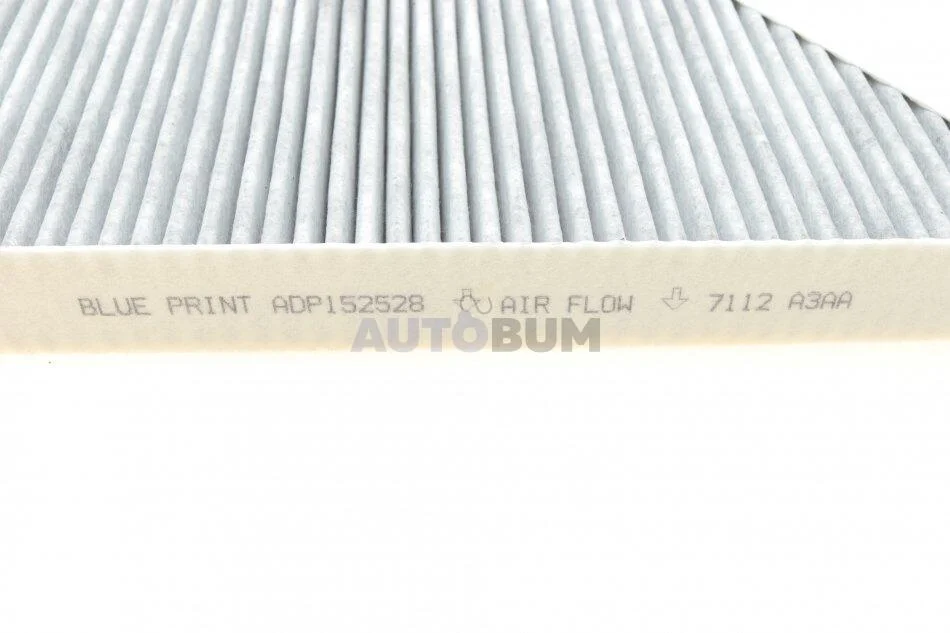 BLUE PRINT ADP152528 AIR FLOW 7112 A3AA
AUTOBUM